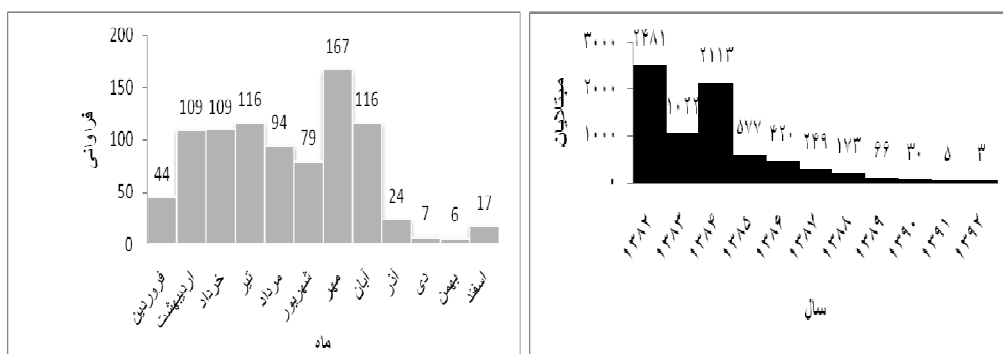 فراوانی
200
150
100
50
0
44
109
109
116
94
79
167
116
24
7
6
17
فروردین
اردیبهشت
خرداد
تیر
مرداد
شهریور
مهر
آبان
آذر
دی
بهمن
اسفند
ماه
مبتلایان
۳۰۰۰
۲۰۰۰
۱۰۰۰
۰
۲۴۸۱
۱۰۲۲
۲۱۱۳
۵۷۷
۴۲۰
۲۴۹
۱۷۳
۶۶
۳۰
۵
۳
۱۳۸۲
۱۳۸۳
۱۳۸۴
۱۳۸۵
۱۳۸۶
۱۳۸۷
۱۳۸۸
۱۳۸۹
۱۳۹۰
۱۳۹۱
۱۳۹۲
سال